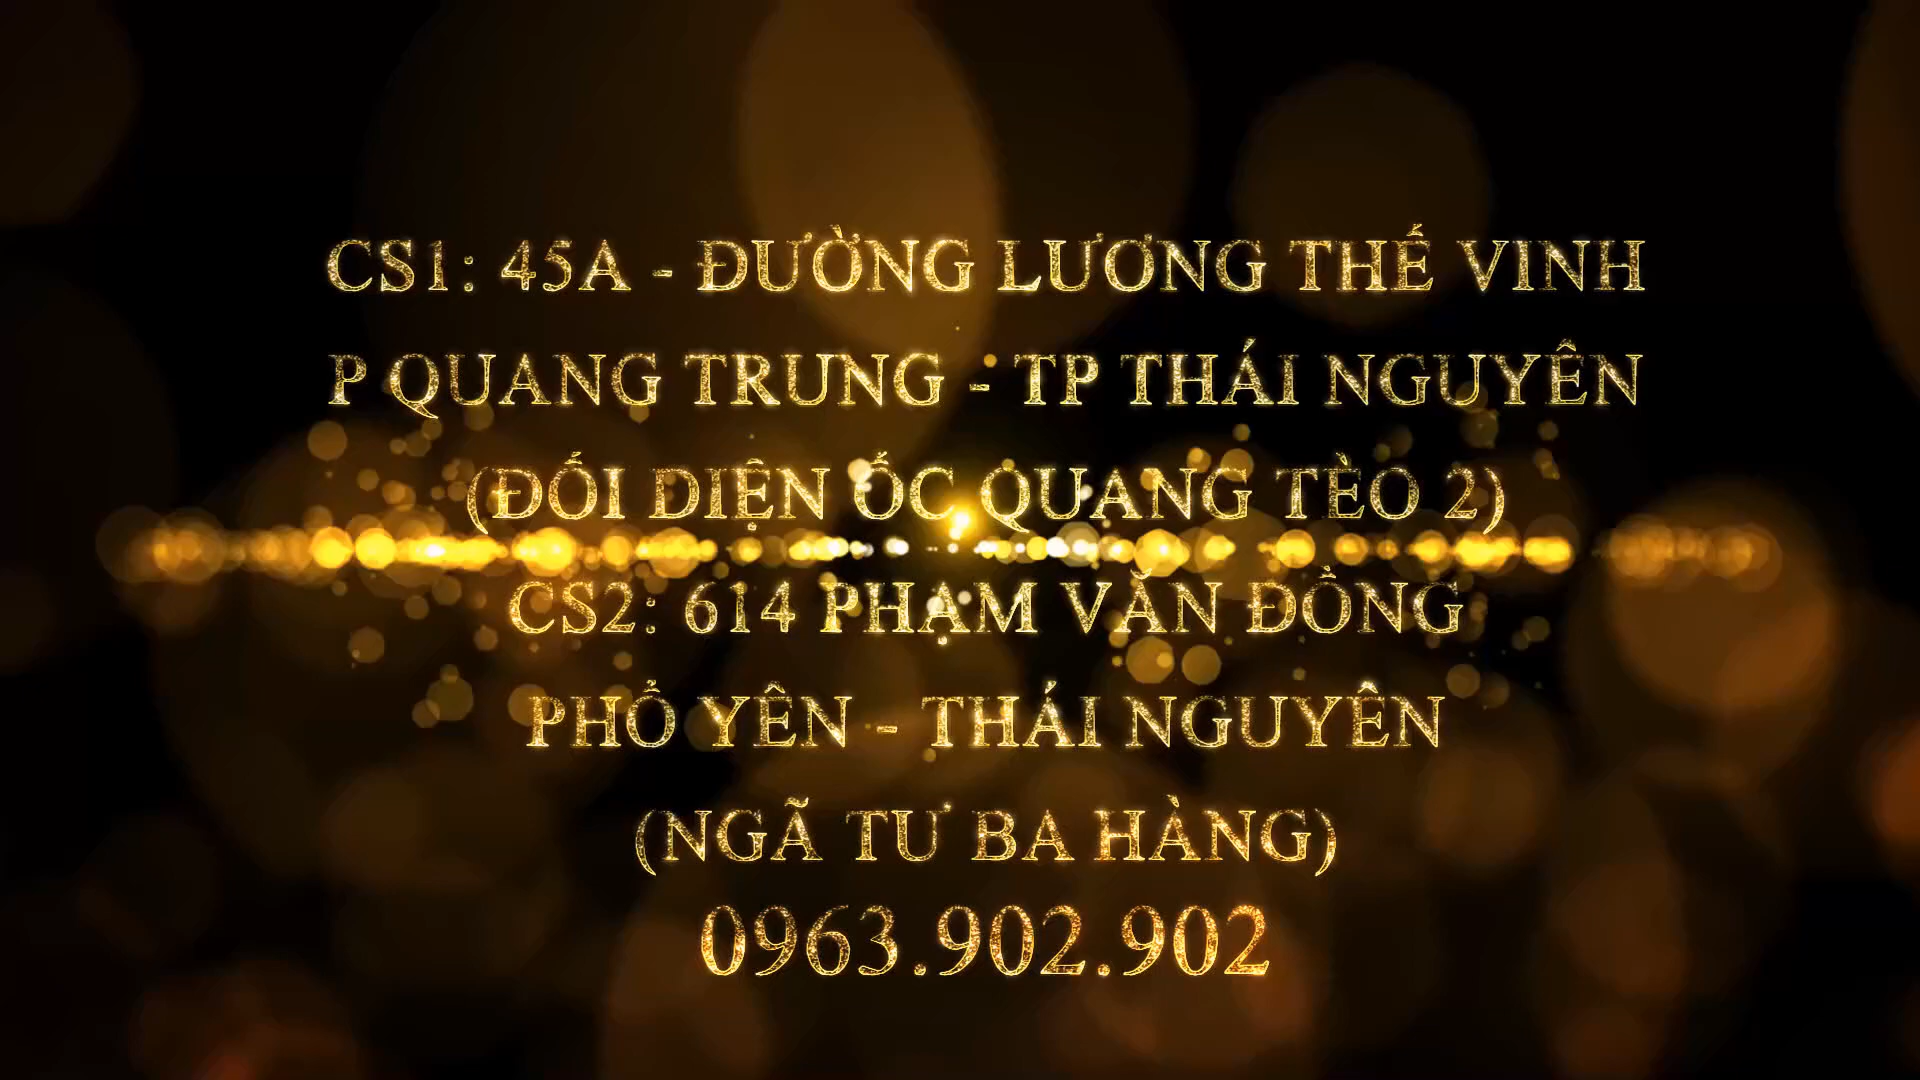 CS1: 45A - ĐƯỜNG LƯƠNG THẾ VINH
P QUANG TRUNG - TP THÁI NGUYÊN
(ĐỐI DIỆN ỐC QUANG TÈO 2)
CS2: 614 PHẠM VĂN ĐỒNG
PHỔ YÊN - THÁI NGUYÊN
(NGÃ TƯ BA HÀNG)
0963.902.902